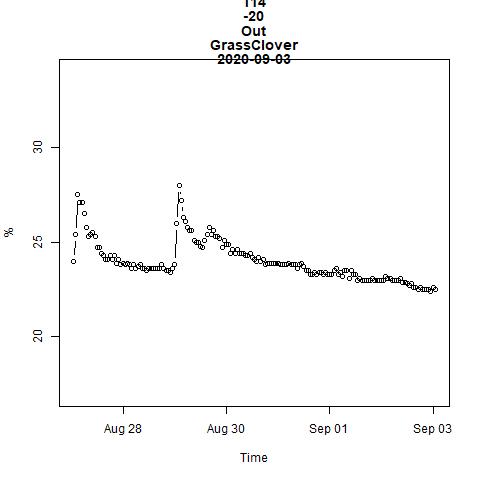 T14
-20
Out
GrassClover
2020-09-03
%
30
25
20
Aug 28
Aug 30
Sep 01
Sep 03
Time